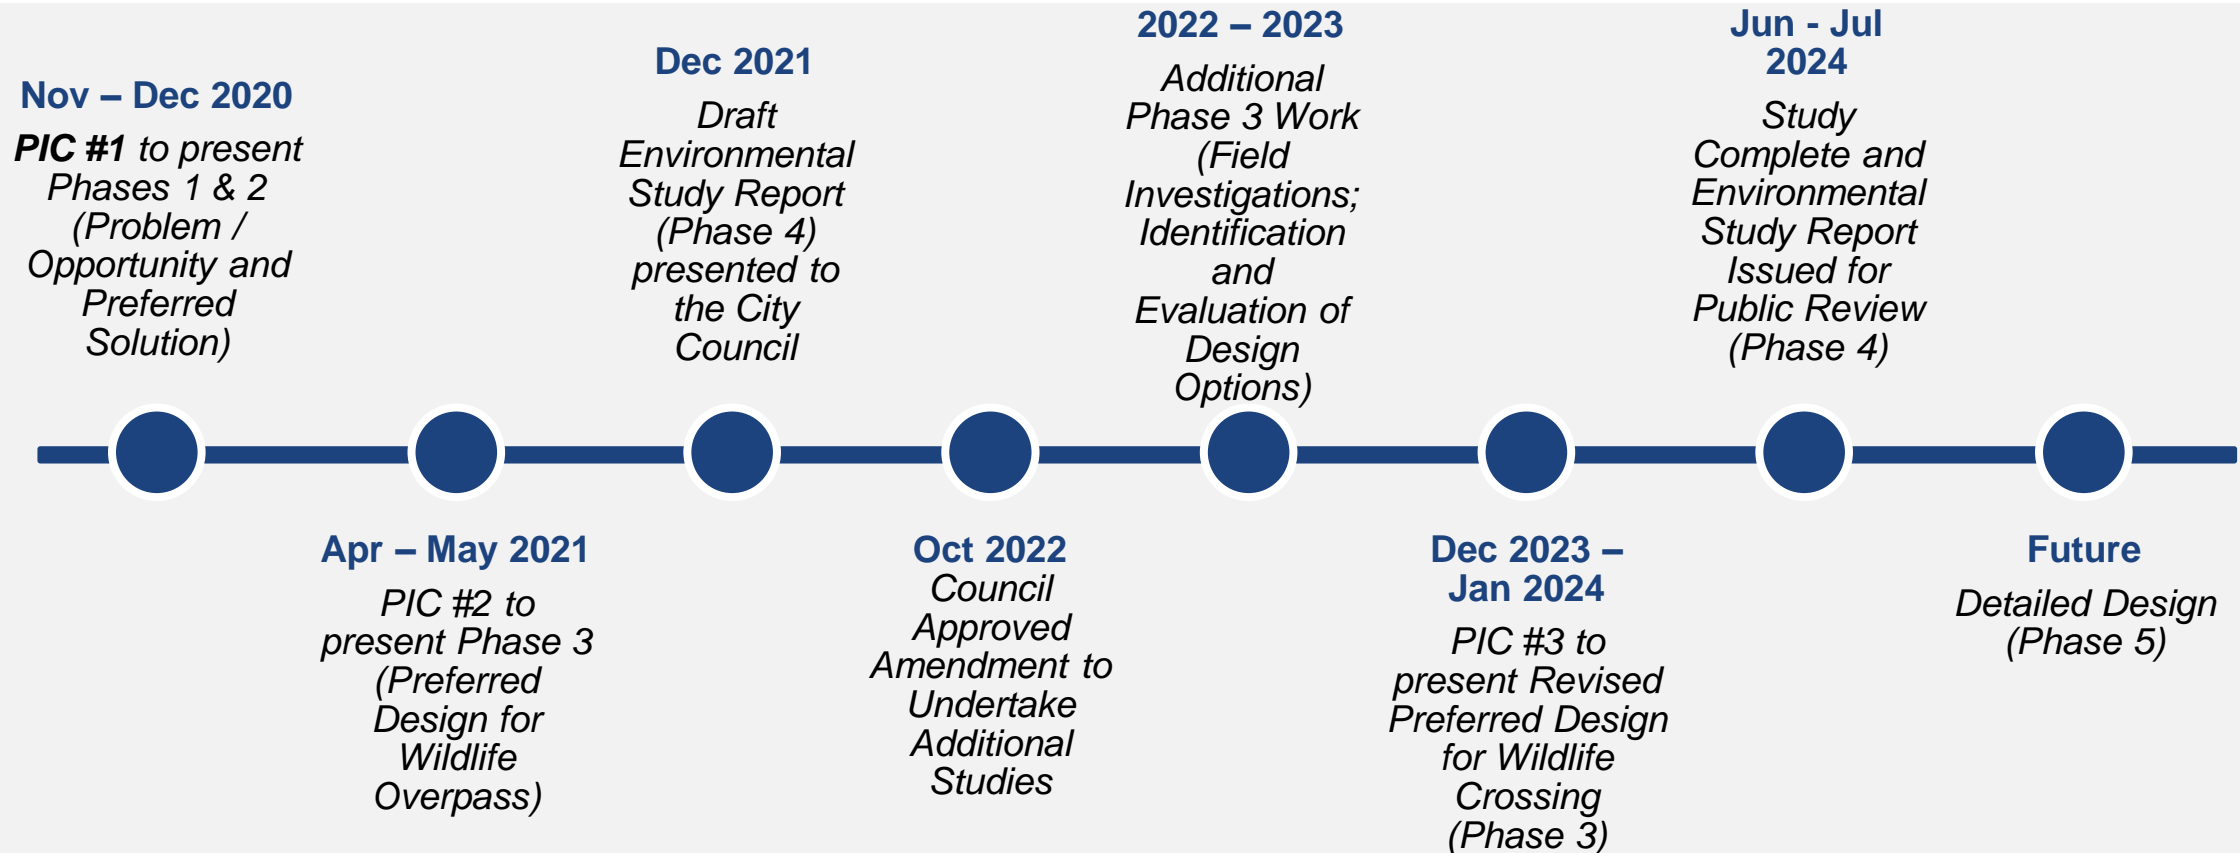 Nov – Dec 2020
PIC #1 to present
Phases 1 & 2
(Problem /
Opportunity and
Preferred
Solution)
Apr – May 2021
PIC #2 to
present Phase 3
(Preferred
Design for
Wildlife
Overpass)
Dec 2021
Draft
Environmental
Study Report
(Phase 4)
presented to
the City
Council
Oct 2022
Council
Approved
Amendment to
Undertake
Additional
Studies
2022 – 2023
Additional
Phase 3 Work
(Field
Investigations;
Identification
and
Evaluation of
Design
Options)
Dec 2023 –
Jan 2024
PIC #3 to
present Revised
Preferred Design
for Wildlife
Crossing
(Phase 3)
Jun - Jul
2024
Study
Complete and
Environmental
Study Report
Issued for
Public Review
(Phase 4)
Future
Detailed Design
(Phase 5)